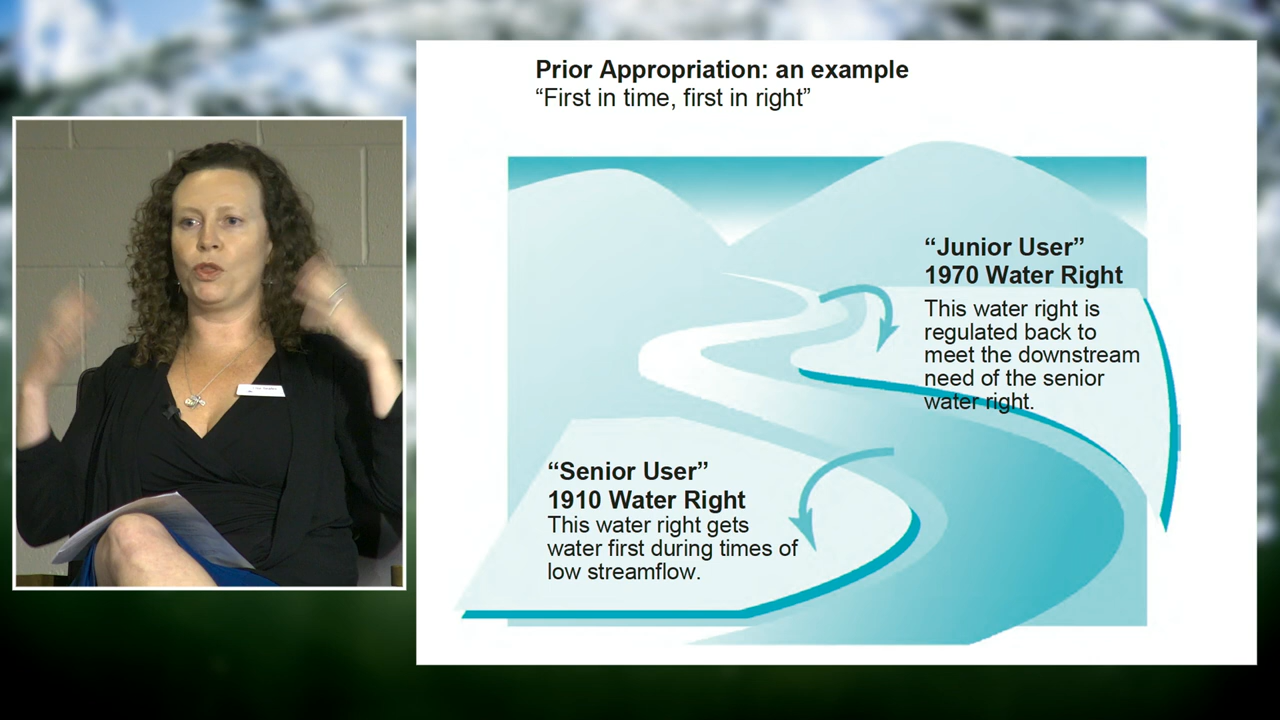 Prior Appropriation: an example
“First in time, first in right”
“Junior User”
1970 Water Right
This water right is
regulated back to
meet the downstream
need of the senior
water right.
“Senior User”
1910 Water Right
This water right gets
water first during times of
low streamflow.